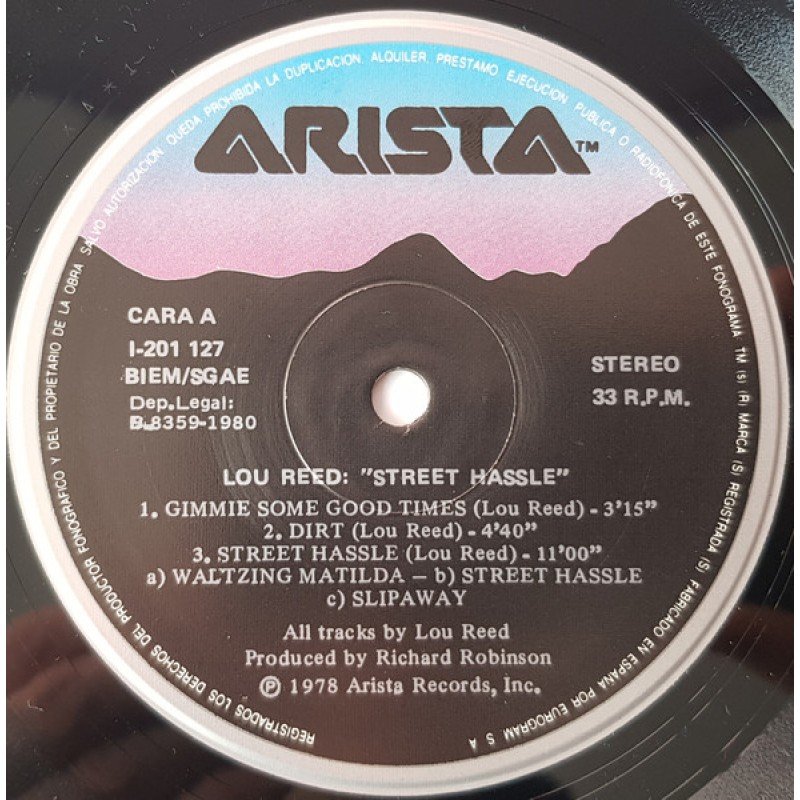 REGISTRADOS LOS DERECHOS DEL PRODUCTOR FONOGRAFICO Y DEL PROPIETARIO DE LA OBRA SALVO AUTORIZACION QUEDA PROHIBIDA LA DUPLICACION, ALQUILER, PRESTAMO, EJECUCION PUBLICA O RADIOFONICA DE ESTE FONOGRAMA TM (s) (R) MARCA (S) REGISTRADA (S) FABRICADO EN ESPAÑA POR EUROGRAM S A
ARISTA™
CARA A
I-201 127
BIEM/SGAE
Dep.Legal:
B.8359-1980
STEREO
33 R.P.M.
LOU REED: "STREET HASSLE"
1. GIMMIE SOME GOOD TIMES (Lou Reed) - 3'15"
2. DIRT (Lou Reed) - 4'40"
3. STREET HASSLE (Lou Reed) - 11'00"
a) WALTZING MATILDA — b) STREET HASSLE
c) SLIPAWAY
All tracks by Lou Reed
Produced by Richard Robinson
℗ 1978 Arista Records, Inc.